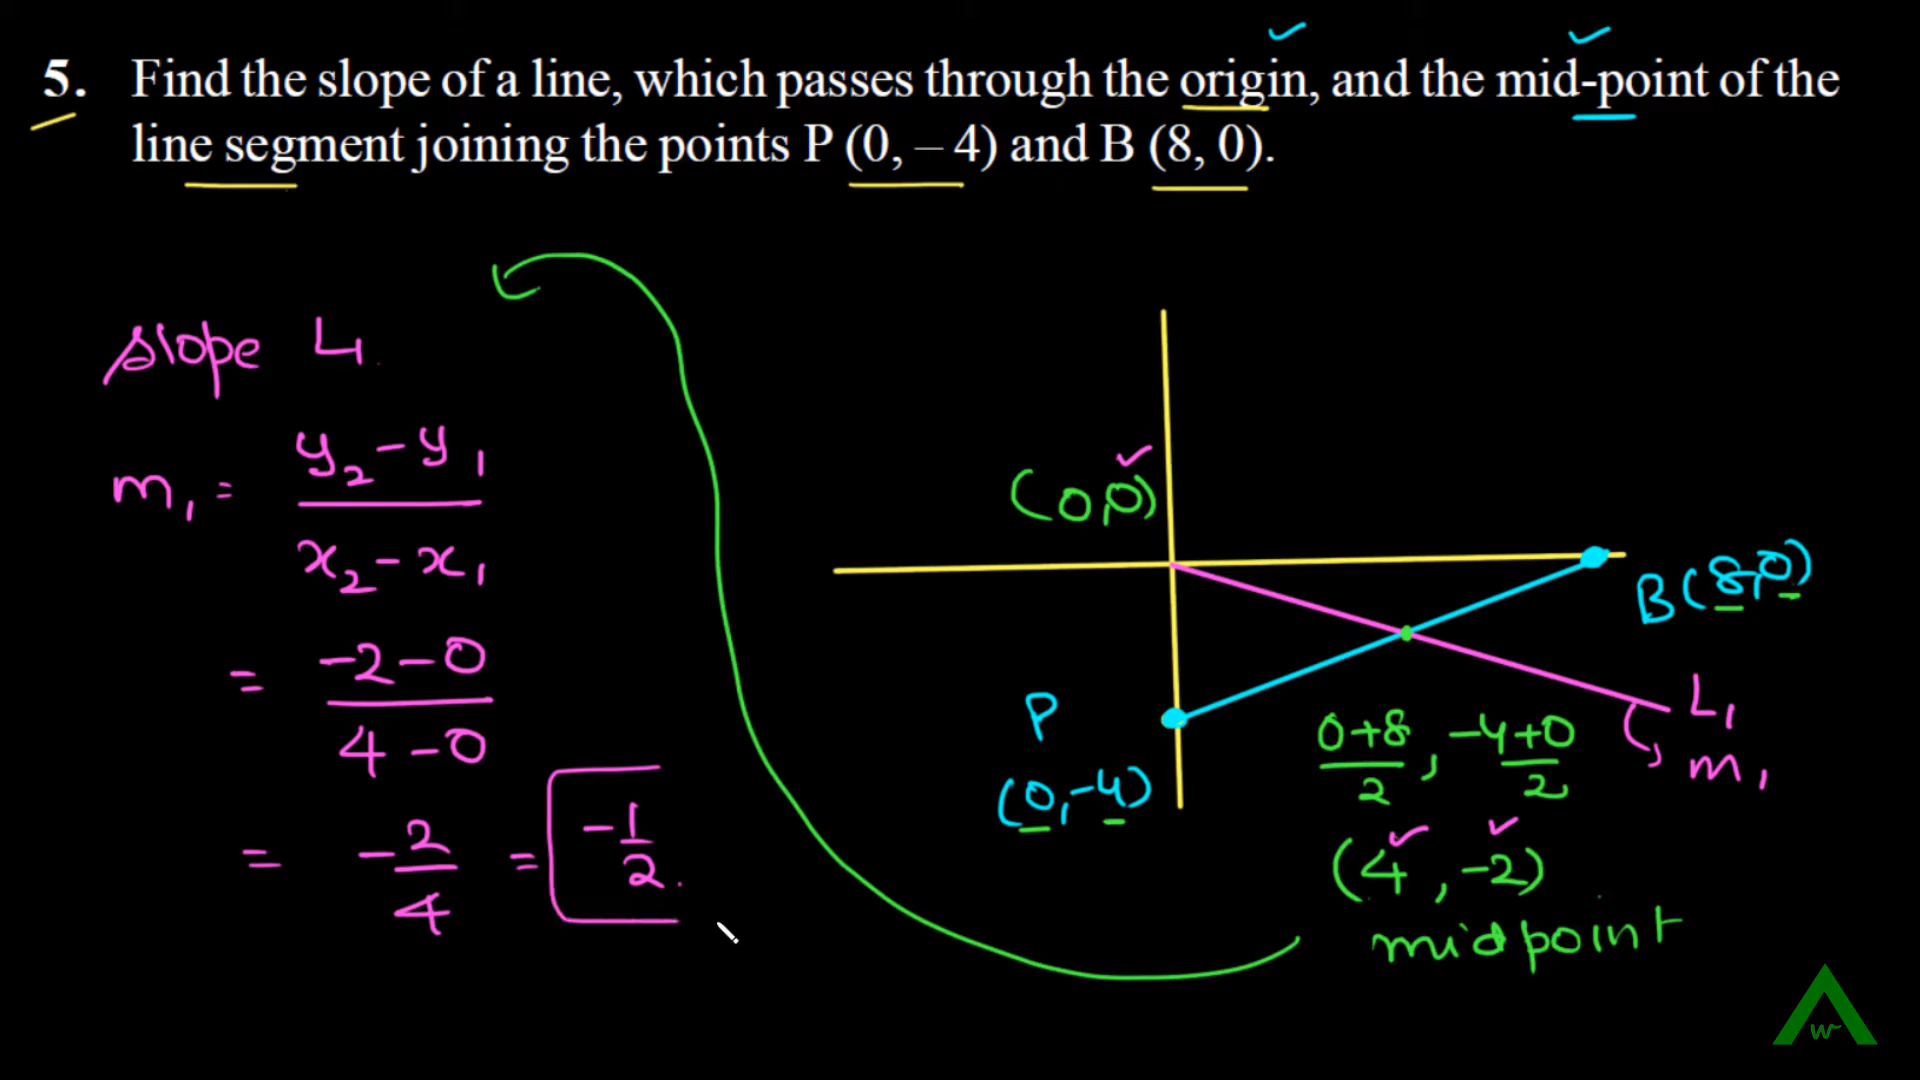 5. Find the slope of a line, which passes through the origin, and the mid-point of the
line segment joining the points P (0, – 4) and B (8, 0).
slope L1
m1 = y2 - y1
x2 - x1
= -2 - 0
4 - 0
= -2
4
= -1
2
(0,0)
B (8,0)
P
(0,-4)
L1
m1
0+8
2
, -4+0
2
(4, -2)
midpoint
w